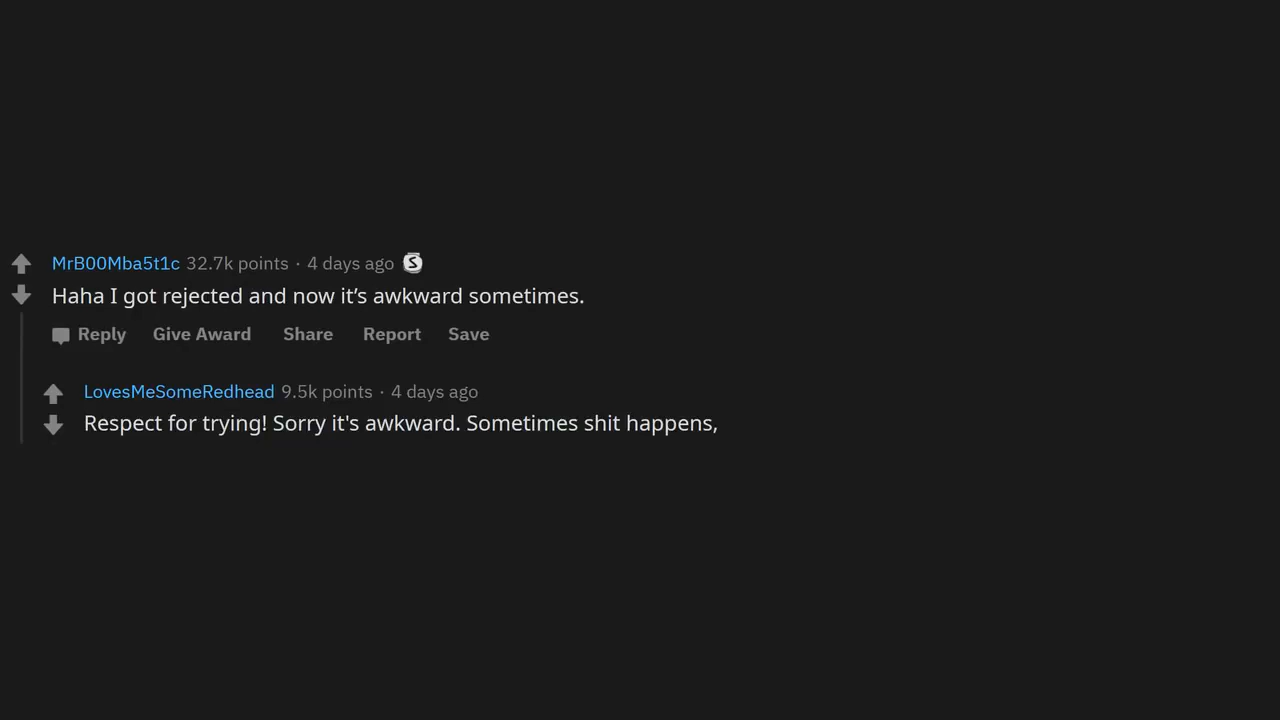 MrB00Mba5t1c 32.7k points · 4 days ago S
Haha I got rejected and now it’s awkward sometimes.
Reply Give Award Share Report Save
LovesMeSomeRedhead 9.5k points · 4 days ago
Respect for trying! Sorry it's awkward. Sometimes shit happens,